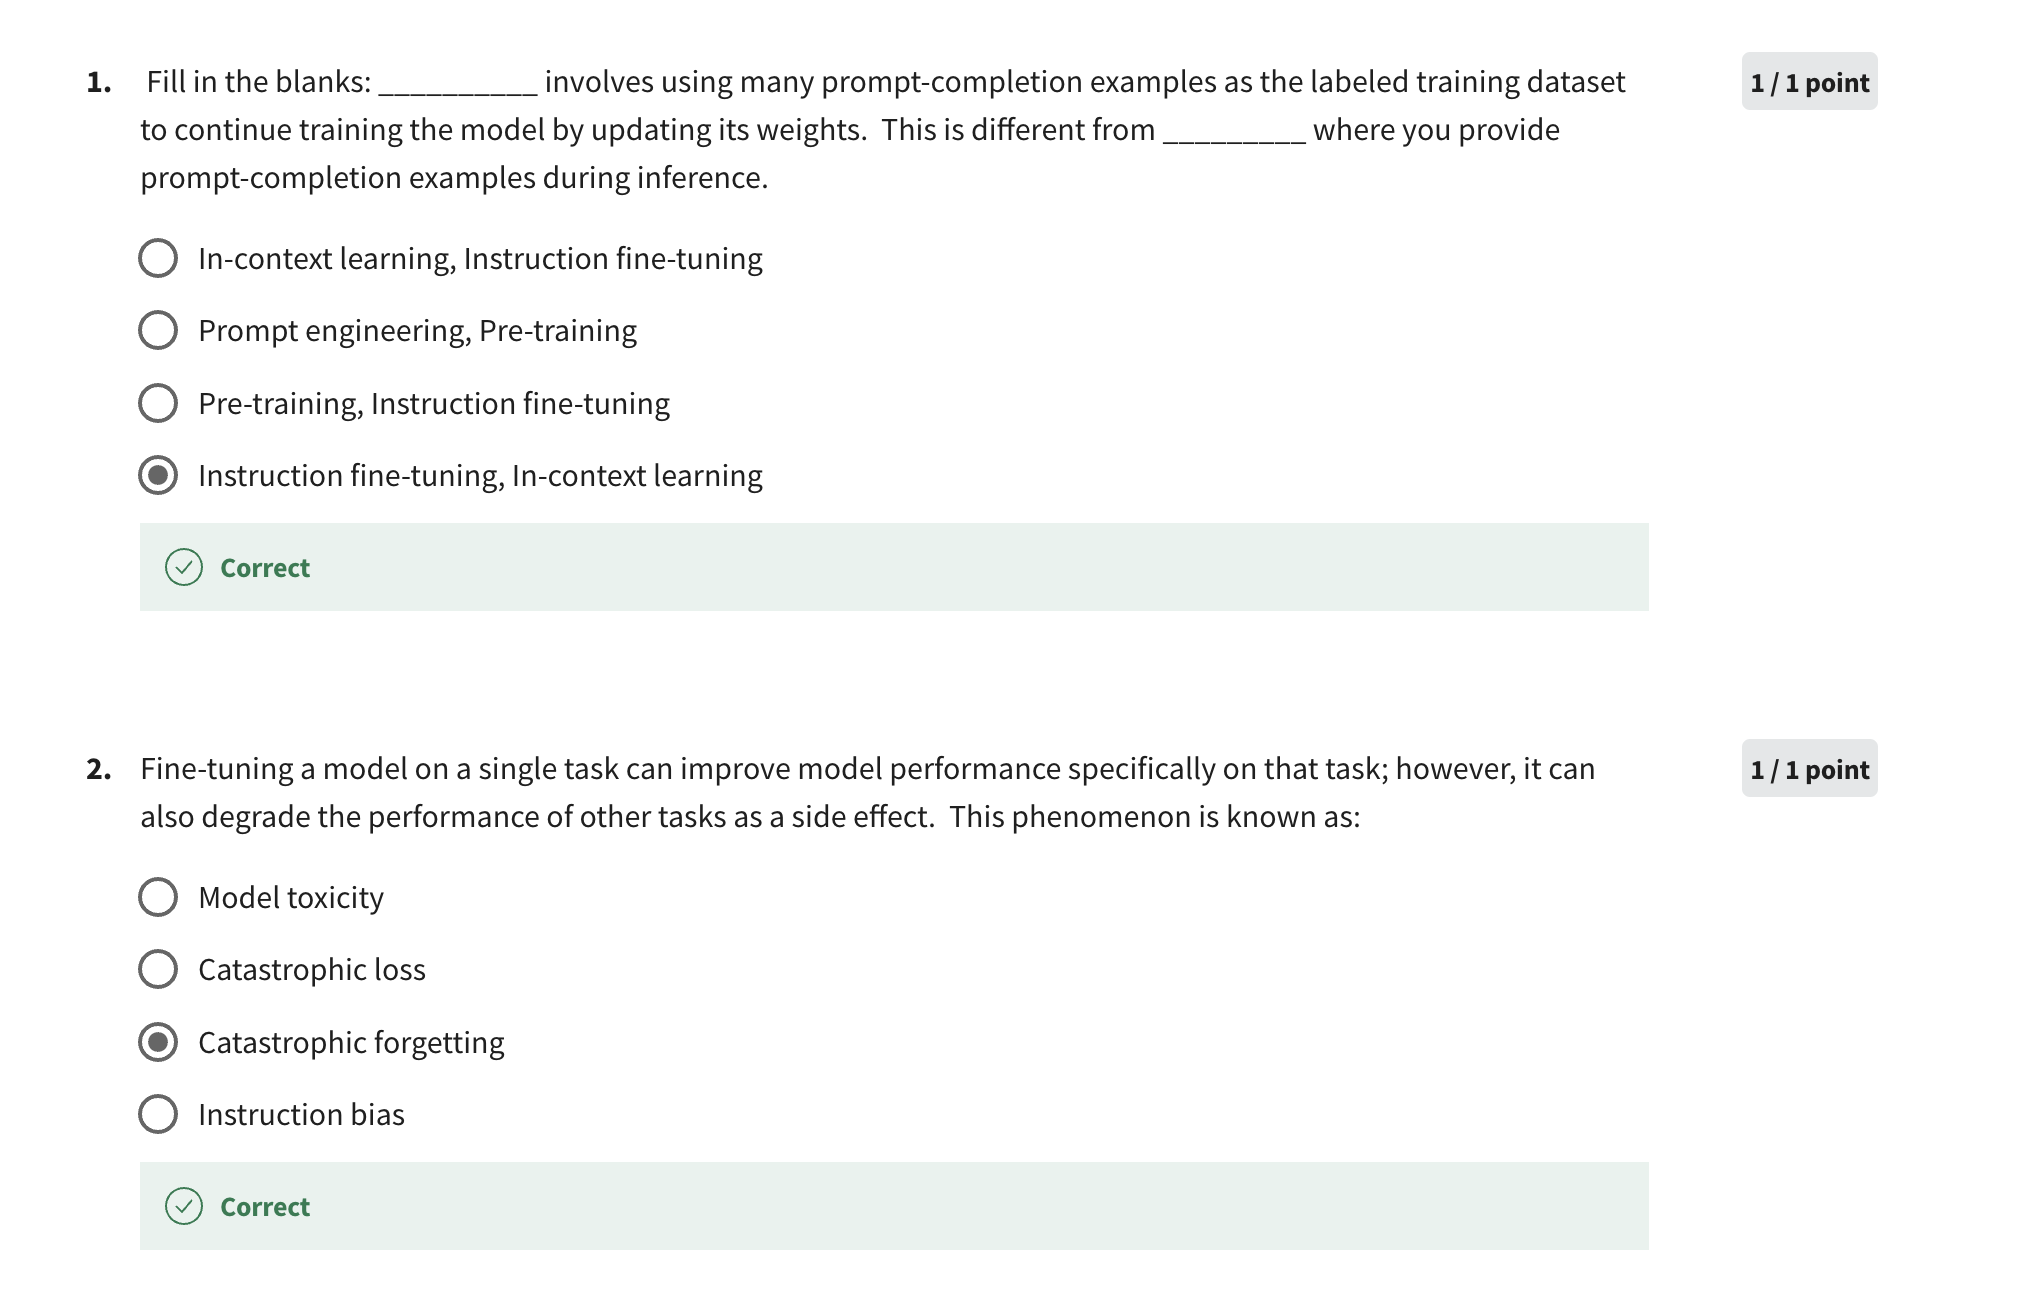 1. Fill in the blanks: __________ involves using many prompt-completion examples as the labeled training dataset
1 / 1 point
to continue training the model by updating its weights.  This is different from _________ where you provide
prompt-completion examples during inference.
In-context learning, Instruction fine-tuning
Prompt engineering, Pre-training
Pre-training, Instruction fine-tuning
Instruction fine-tuning, In-context learning
Correct
2. Fine-tuning a model on a single task can improve model performance specifically on that task; however, it can
1 / 1 point
also degrade the performance of other tasks as a side effect.  This phenomenon is known as:
Model toxicity
Catastrophic loss
Catastrophic forgetting
Instruction bias
Correct